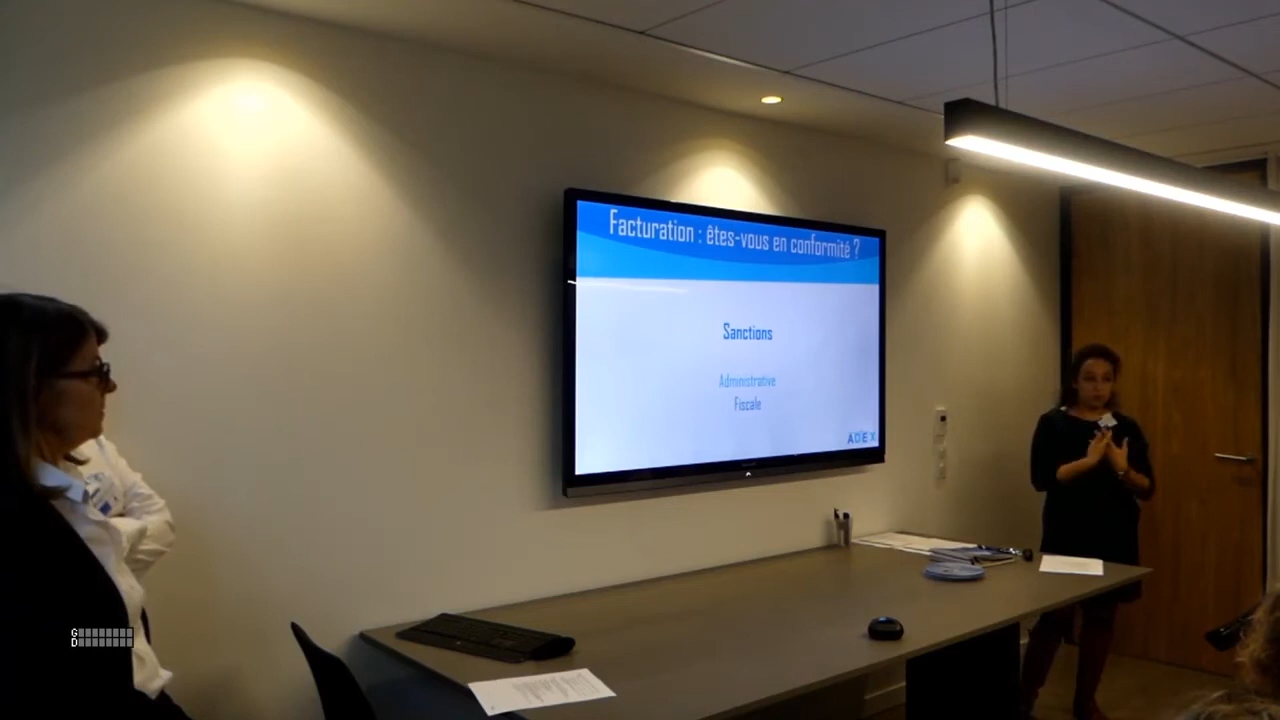 Facturation : êtes-vous en conformité ?
Sanctions
Administrative
Fiscale
ADEX
G
D